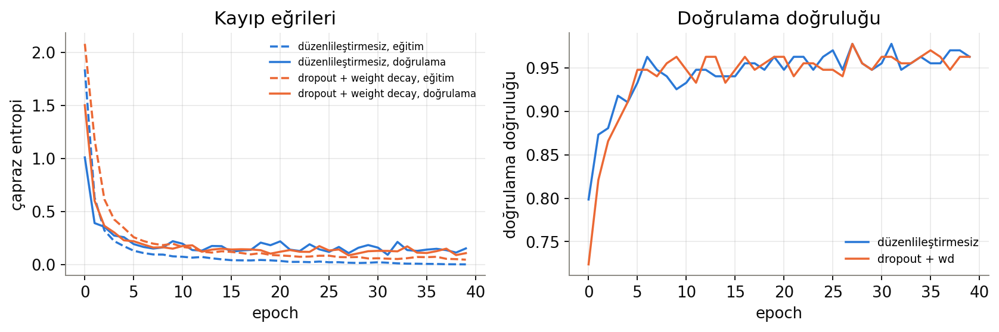 Kayıp eğrileri
çapraz entropi
2.0
1.5
1.0
0.5
0.0
düzenlileştirmesiz, eğitim
düzenlileştirmesiz, doğrulama
dropout + weight decay, eğitim
dropout + weight decay, doğrulama
0 5 10 15 20 25 30 35 40
epoch
Doğrulama doğruluğu
doğrulama doğruluğu
0.95
0.90
0.85
0.80
0.75
düzenlileştirmesiz
dropout + wd
0 5 10 15 20 25 30 35 40
epoch